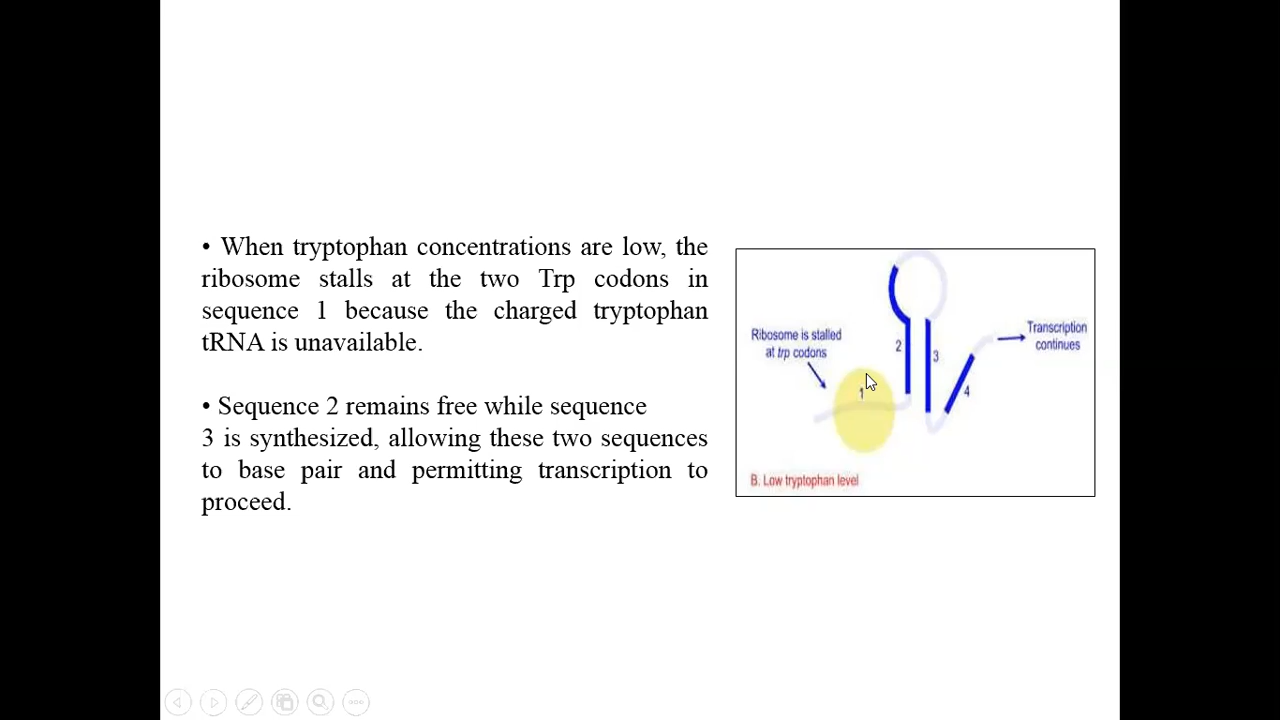 • When tryptophan concentrations are low, the
ribosome stalls at the two Trp codons in
sequence 1 because the charged tryptophan
tRNA is unavailable.
• Sequence 2 remains free while sequence
3 is synthesized, allowing these two sequences
to base pair and permitting transcription to
proceed.
Ribosome is stalled
at trp codons
1
2
3
4
Transcription
continues
B. Low tryptophan level